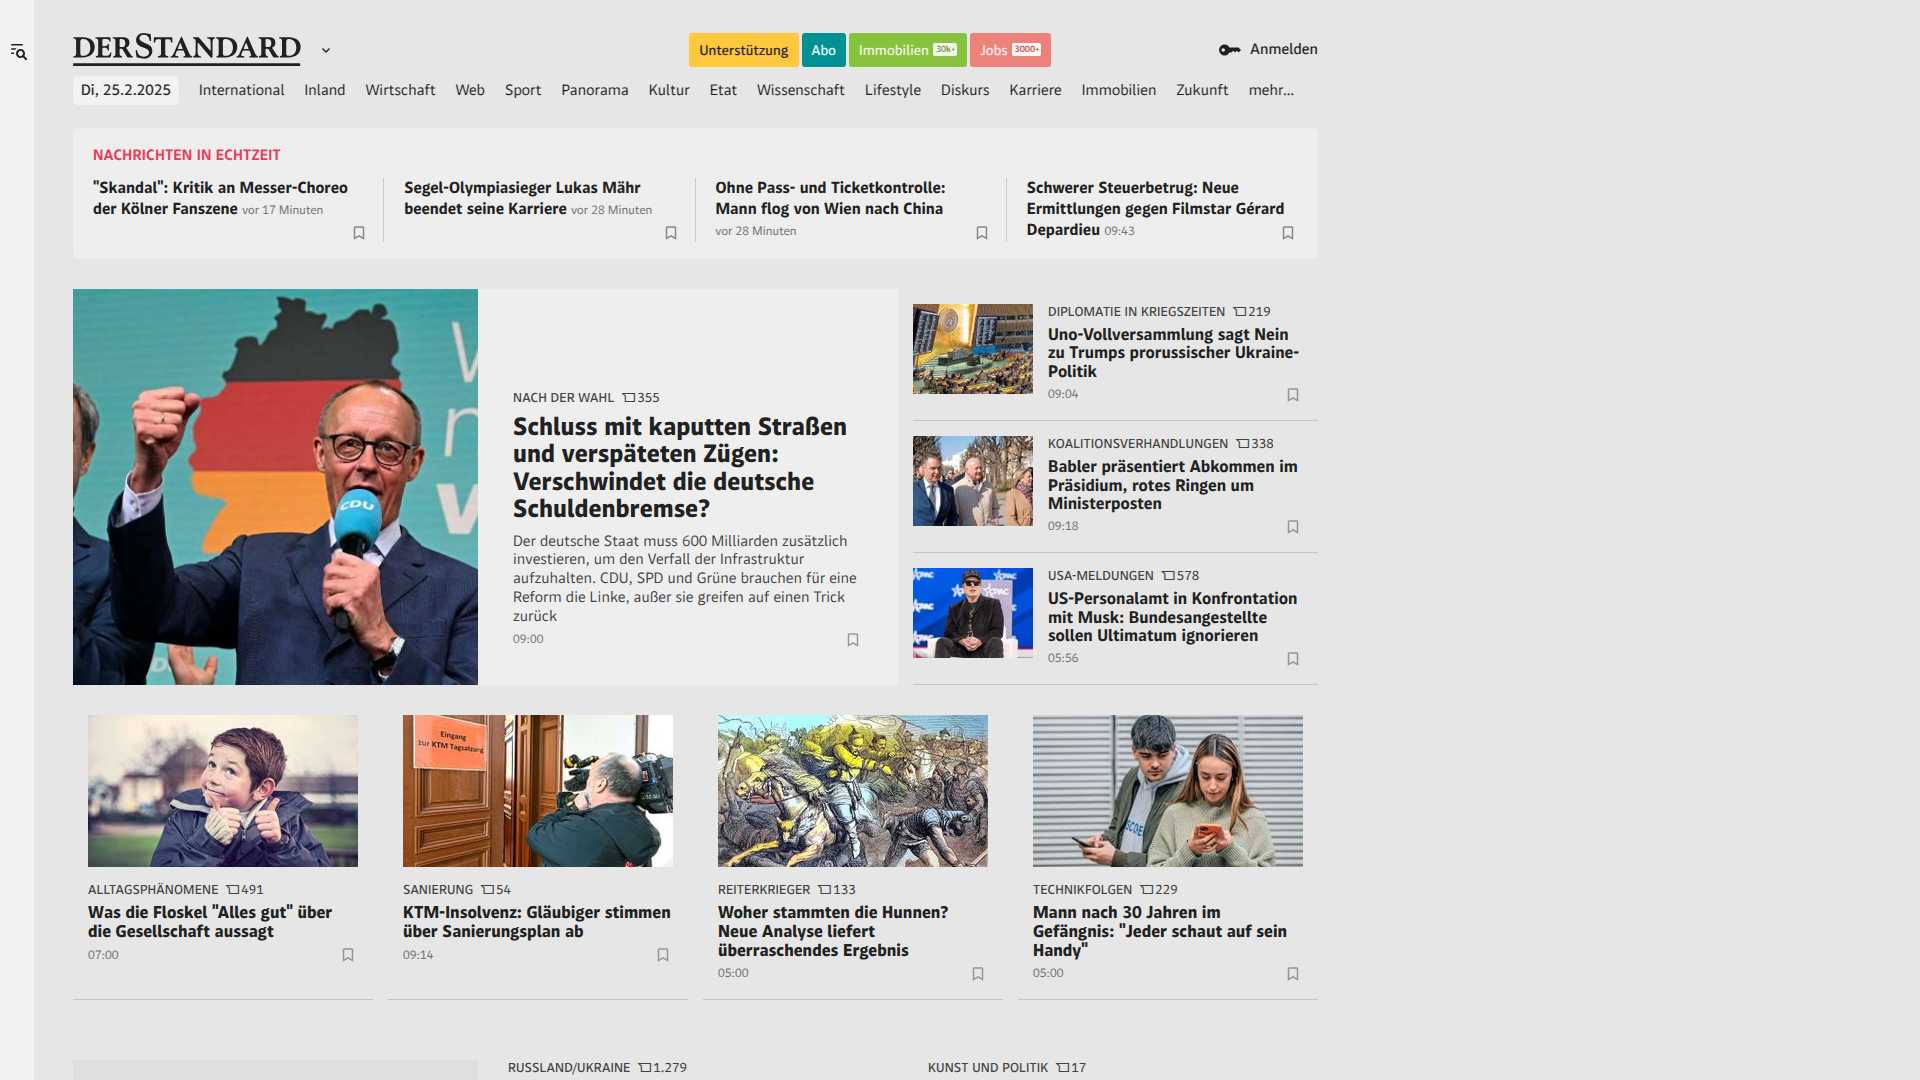 DERSTANDARD
Unterstützung
Abo
Immobilien 30k+
Jobs 3000+
Anmelden
Di, 25.2.2025
International
Inland
Wirtschaft
Web
Sport
Panorama
Kultur
Etat
Wissenschaft
Lifestyle
Diskurs
Karriere
Immobilien
Zukunft
mehr...
NACHRICHTEN IN ECHTZEIT
"Skandal": Kritik an Messer-Choreo
der Kölner Fanszene vor 17 Minuten
Segel-Olympiasieger Lukas Mähr
beendet seine Karriere vor 28 Minuten
Ohne Pass- und Ticketkontrolle:
Mann flog von Wien nach China
vor 28 Minuten
Schwerer Steuerbetrug: Neue
Ermittlungen gegen Filmstar Gérard
Depardieu 09:43
CDU
NACH DER WAHL 355
Schluss mit kaputten Straßen
und verspäteten Zügen:
Verschwindet die deutsche
Schuldenbremse?
Der deutsche Staat muss 600 Milliarden zusätzlich
investieren, um den Verfall der Infrastruktur
aufzuhalten. CDU, SPD und Grüne brauchen für eine
Reform die Linke, außer sie greifen auf einen Trick
zurück
09:00
DIPLOMATIE IN KRIEGSZEITEN 219
Uno-Vollversammlung sagt Nein
zu Trumps prorussischer Ukraine-
Politik
09:04
KOALITIONSVERHANDLUNGEN 338
Babler präsentiert Abkommen im
Präsidium, rotes Ringen um
Ministerposten
09:18
USA-MELDUNGEN 578
US-Personalamt in Konfrontation
mit Musk: Bundesangestellte
sollen Ultimatum ignorieren
05:56
ALLTAGSPHÄNOMENE 491
Was die Floskel "Alles gut" über
die Gesellschaft aussagt
07:00
Eingang
zur KTM Tagsatzung
SANIERUNG 54
KTM-Insolvenz: Gläubiger stimmen
über Sanierungsplan ab
09:14
REITERKRIEGER 133
Woher stammten die Hunnen?
Neue Analyse liefert
überraschendes Ergebnis
05:00
TECHNIKFOLGEN 229
Mann nach 30 Jahren im
Gefängnis: "Jeder schaut auf sein
Handy"
05:00
RUSSLAND/UKRAINE 1.279
KUNST UND POLITIK 17